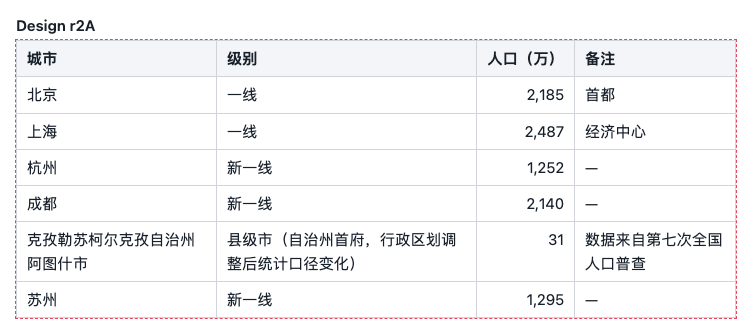 Design r2A
城市 级别 人口（万） 备注
北京 一线 2,185 首都
上海 一线 2,487 经济中心
杭州 新一线 1,252 —
成都 新一线 2,140 —
克孜勒苏柯尔克孜自治州 县级市（自治州首府，行政区划调 31 数据来自第七次全国
阿图什市 整后统计口径变化） 人口普查
苏州 新一线 1,295 —